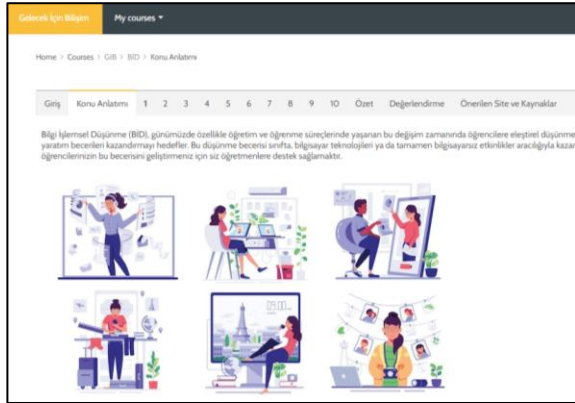 Gelecek İçin Bilişim My courses
Home > Courses > GIB > BID > Konu Anlatımı
Giriş Konu Anlatımı 1 2 3 4 5 6 7 8 9 10 Özet Değerlendirme Önerilen Site ve Kaynaklar
Bilgi İşlemsel Düşünme (BİD), günümüzde özellikle öğretim ve öğrenme süreçlerinde yaşanan bu değişim zamanında öğrencilere eleştirel düşünme
yaratım becerileri kazandırmayı hedefler. Bu düşünme becerisi sınıfta, bilgisayar teknolojileri ya da tamamen bilgisayarsız etkinlikler aracılığıyla kazar
öğrencilerinizin bu becerisini geliştirmeniz için siz öğretmenlere destek sağlamaktır.